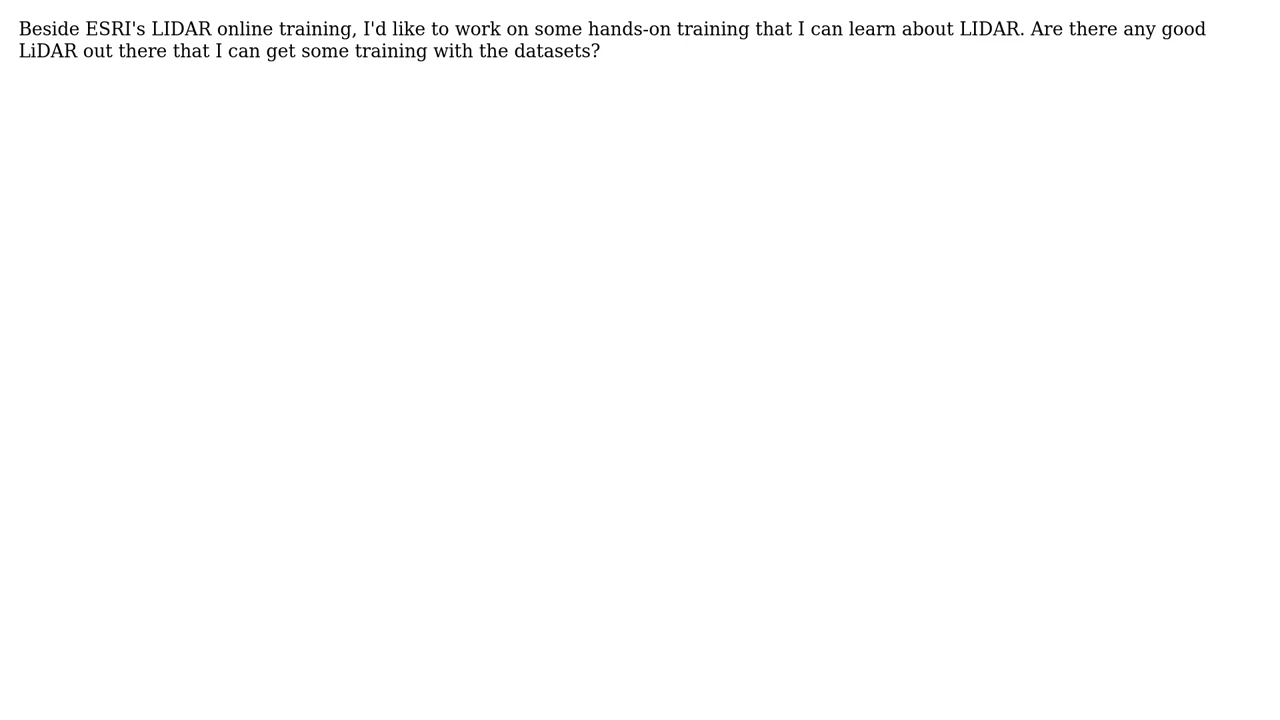 Beside ESRI's LIDAR online training, I'd like to work on some hands-on training that I can learn about LIDAR. Are there any good
LiDAR out there that I can get some training with the datasets?